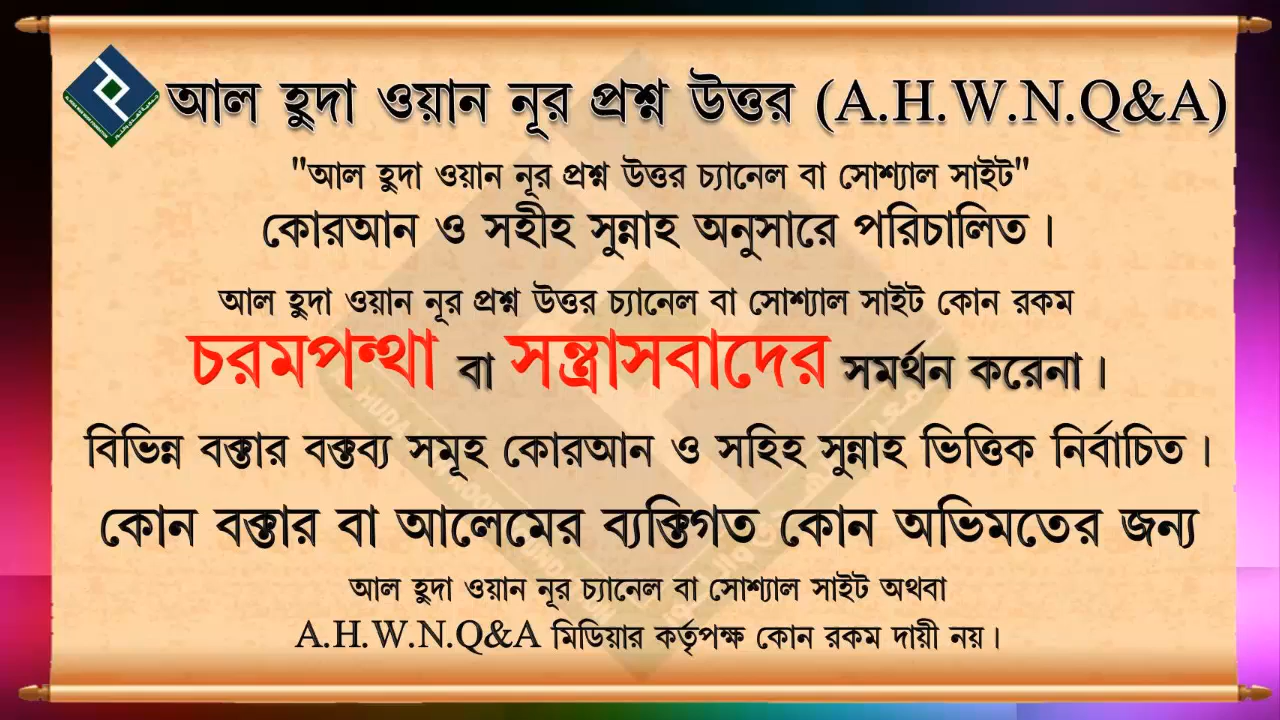 আল হুদা ওয়ান নূর প্রশ্ন উত্তর (A.H.W.N.Q&A)
"আল হুদা ওয়ান নূর প্রশ্ন উত্তর চ্যানেল বা সোশ্যাল সাইট"
কোরআন ও সহীহ সুন্নাহ অনুসারে পরিচালিত।
আল হুদা ওয়ান নূর প্রশ্ন উত্তর চ্যানেল বা সোশ্যাল সাইট কোন রকম
চরমপন্থা বা সন্ত্রাসবাদের সমর্থন করেনা।
বিভিন্ন বক্তার বক্তব্য সমূহ কোরআন ও সহিহ সুন্নাহ ভিত্তিক নির্বাচিত।
কোন বক্তার বা আলেমের ব্যক্তিগত কোন অভিমতের জন্য
আল হুদা ওয়ান নূর চ্যানেল বা সোশ্যাল সাইট অথবা
A.H.W.N.Q&A মিডিয়ার কর্তৃপক্ষ কোন রকম দায়ী নয়।